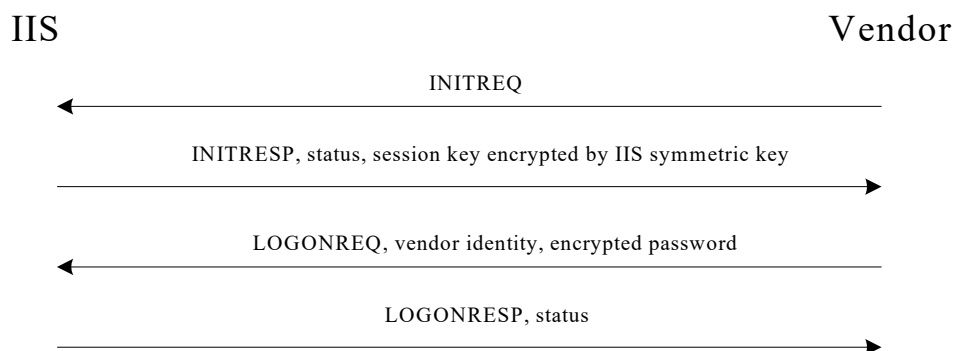 IIS
Vendor
INITREQ
INITRESP, status, session key encrypted by IIS symmetric key
LOGONREQ, vendor identity, encrypted password
LOGONRESP, status